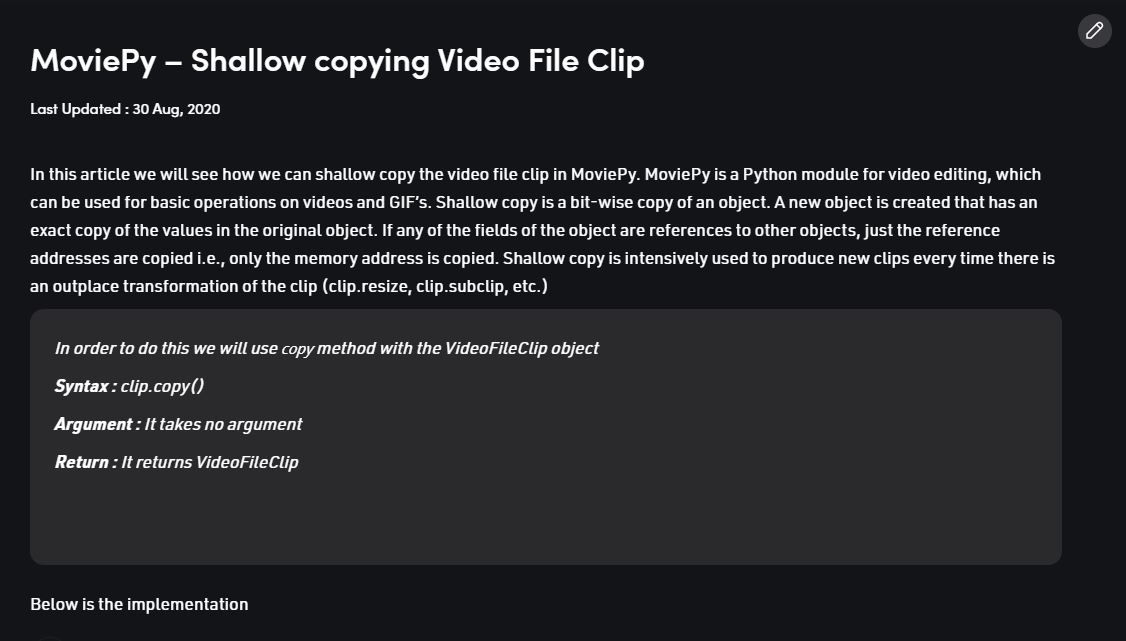 MoviePy – Shallow copying Video File Clip
Last Updated : 30 Aug, 2020
In this article we will see how we can shallow copy the video file clip in MoviePy. MoviePy is a Python module for video editing, which
can be used for basic operations on videos and GIF’s. Shallow copy is a bit-wise copy of an object. A new object is created that has an
exact copy of the values in the original object. If any of the fields of the object are references to other objects, just the reference
addresses are copied i.e., only the memory address is copied. Shallow copy is intensively used to produce new clips every time there is
an outplace transformation of the clip (clip.resize, clip.subclip, etc.)
In order to do this we will use copy method with the VideoFileClip object
Syntax : clip.copy()
Argument : It takes no argument
Return : It returns VideoFileClip
Below is the implementation